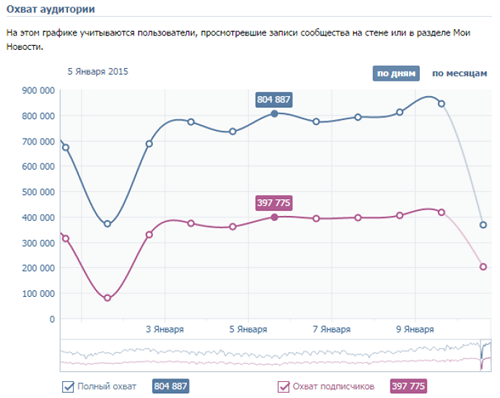 Охват аудитории
На этом графике учитываются пользователи, просмотревшие записи сообщества на стене или в разделе Мои
Новости.
5 Января 2015
по дням
по месяцам
900 000
800 000
700 000
600 000
500 000
400 000
300 000
200 000
100 000
0
804 887
397 775
3 Января
5 Января
7 Января
9 Января
Полный охват 804 887
Охват подписчиков 397 775